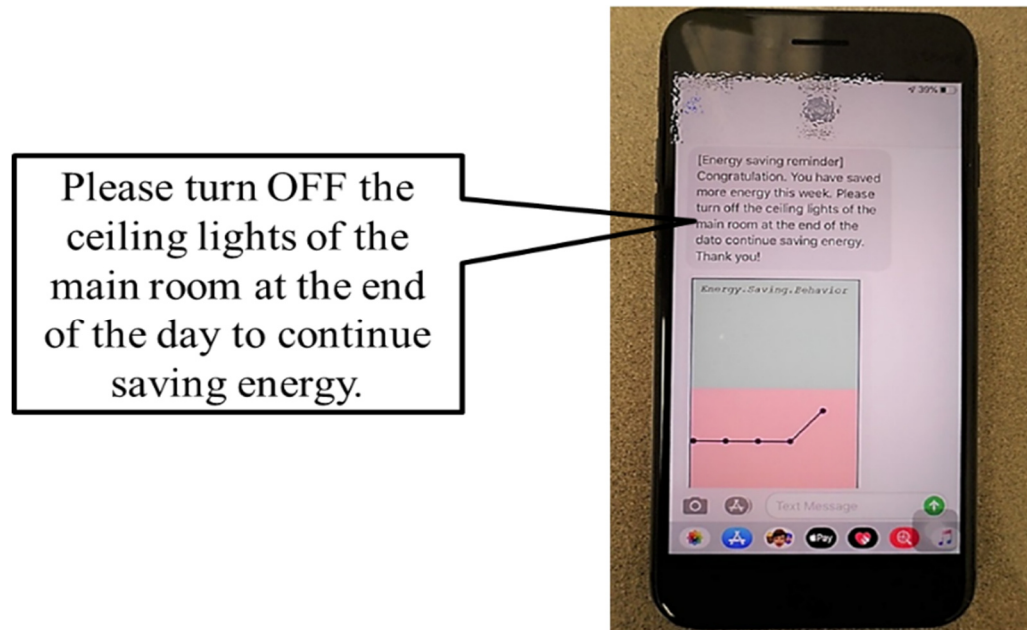 Please turn OFF the
ceiling lights of the
main room at the end
of the day to continue
saving energy.
39%
[Energy saving reminder]
Congratulation. You have saved
more energy this week. Please
turn off the ceiling lights of the
main room at the end of the
dato continue saving energy.
Thank you!
Energy.Saving.Behavior
Text Message
Pay